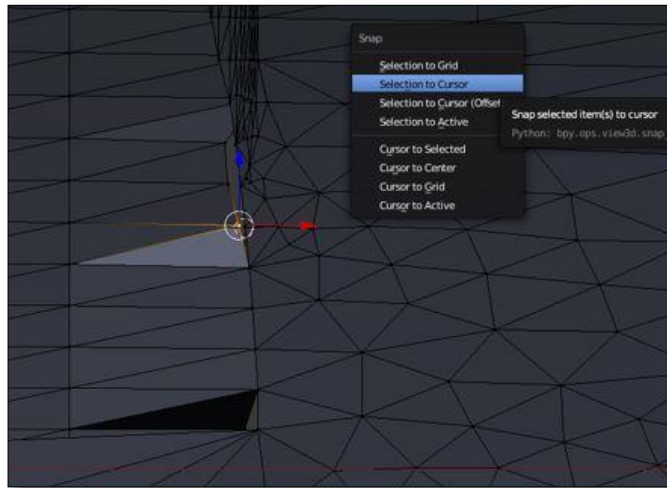 Snap
Selection to Grid
Selection to Cursor
Selection to Cursor (Offset
Selection to Active
Snap selected item(s) to cursor
Python: bpy.ops.view3d.snap
Cursor to Selected
Cursor to Center
Cursor to Grid
Cursor to Active